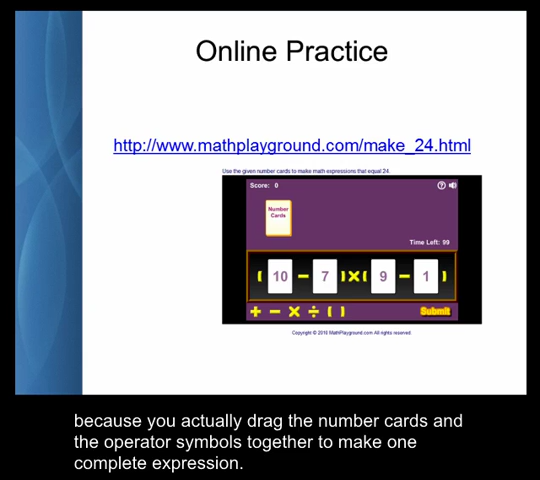 Online Practice
http://www.mathplayground.com/make_24.html
Use the given number cards to make math expressions that equal 24.
Score: 0
?
Number
Cards
Time Left: 99
( 10 − 7 ) × ( 9 − 1 )
+ − × ÷ ( )
Submit
Copyright © 2010 MathPlayground.com All rights reserved.
because you actually drag the number cards and
the operator symbols together to make one
complete expression.